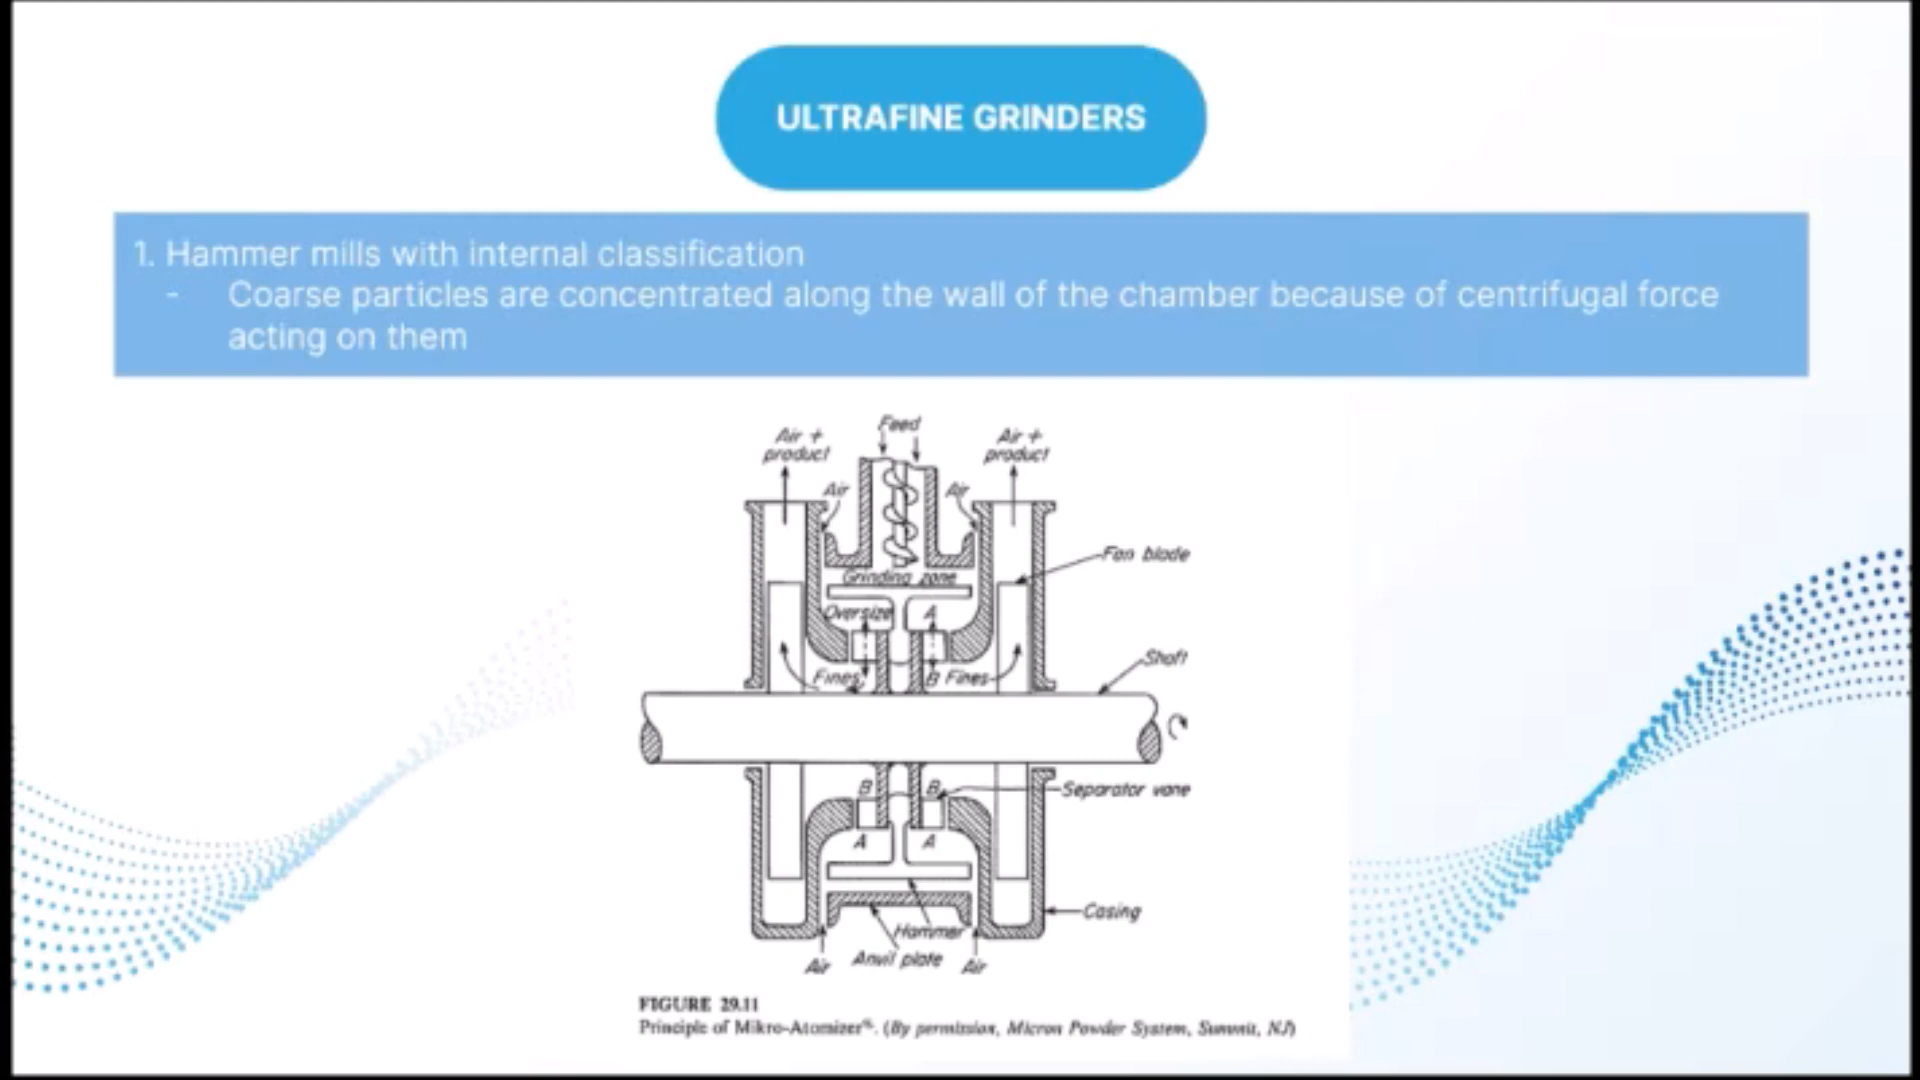 ULTRAFINE GRINDERS
1. Hammer mills with internal classification
- Coarse particles are concentrated along the wall of the chamber because of centrifugal force
acting on them
Feed
Air +
product
Air +
product
Air
Air
Fan blade
Grinding zone
Oversize
A
Shaft
Fines
B
Fines
B
B
Separator vane
A
A
Casing
Hammer
Anvil plate
Air
Air
FIGURE 29.11
Principle of Mikro-Atomizer®. (By permission, Micron Powder System, Summit, NJ)